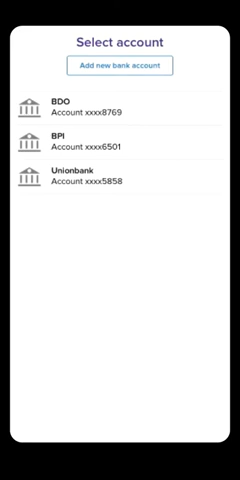 Select account
Add new bank account
BDO
Account xxxx8769
BPI
Account xxxx6501
Unionbank
Account xxxx5858